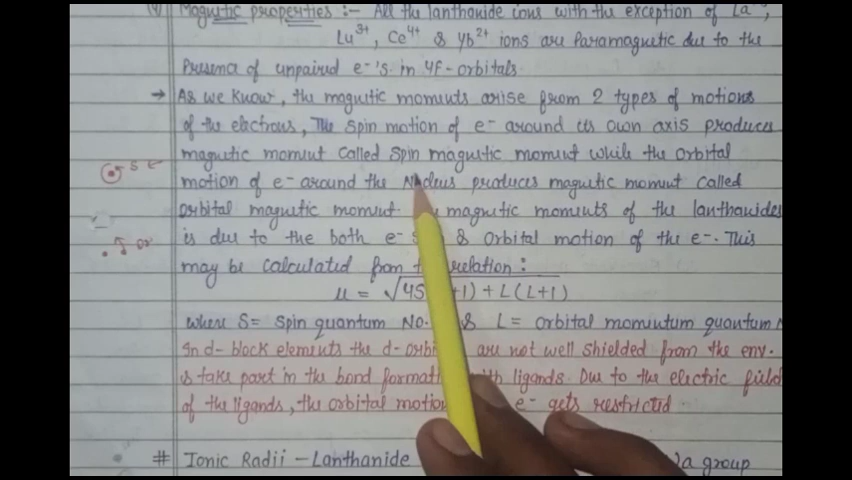 (v) Magnetic properties :- All the lanthanide ions with the exception of La³⁺,
Lu³⁺, Ce⁴⁺ & Yb²⁺ ions are Paramagnetic due to the
Presence of unpaired e⁻'s in 4f-orbitals.
→ As we know, the magnetic moments arise from 2 types of motions
of the electrons, The spin motion of e⁻ around its own axis produces
magnetic moment called spin magnetic moment while the orbital
motion of e⁻ around the Nucleus produces magnetic moment called
orbital magnetic moment. magnetic moments of the lanthanides
is due to the both e⁻ & orbital motion of the e⁻. This
may be calculated from relation :
μ = √4S +1) + L(L+1)
where S = spin quantum No. & L = orbital momentum quantum
In d-block elements the d- are not well shielded from the env.
is take part in the bond with ligands. Due to the electric field
of the ligands, the orbital e⁻ gets restricted.
# Ionic Radii - Lanthanide group